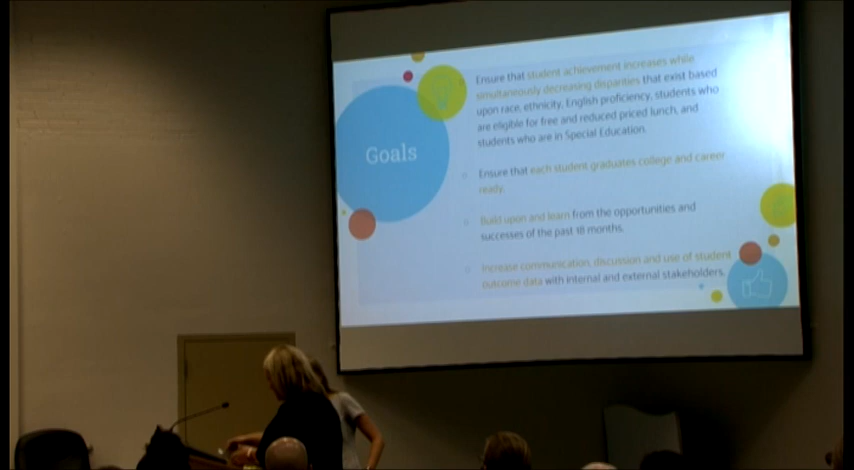 Goals
Ensure that student achievement increases while
simultaneously decreasing disparities that exist based
upon race, ethnicity, English proficiency, students who
are eligible for free and reduced priced lunch, and
students who are in Special Education.
Ensure that each student graduates college and career
ready.
Build upon and learn from the opportunities and
successes of the past 18 months.
Increase communication, discussion and use of student
outcome data with internal and external stakeholders.